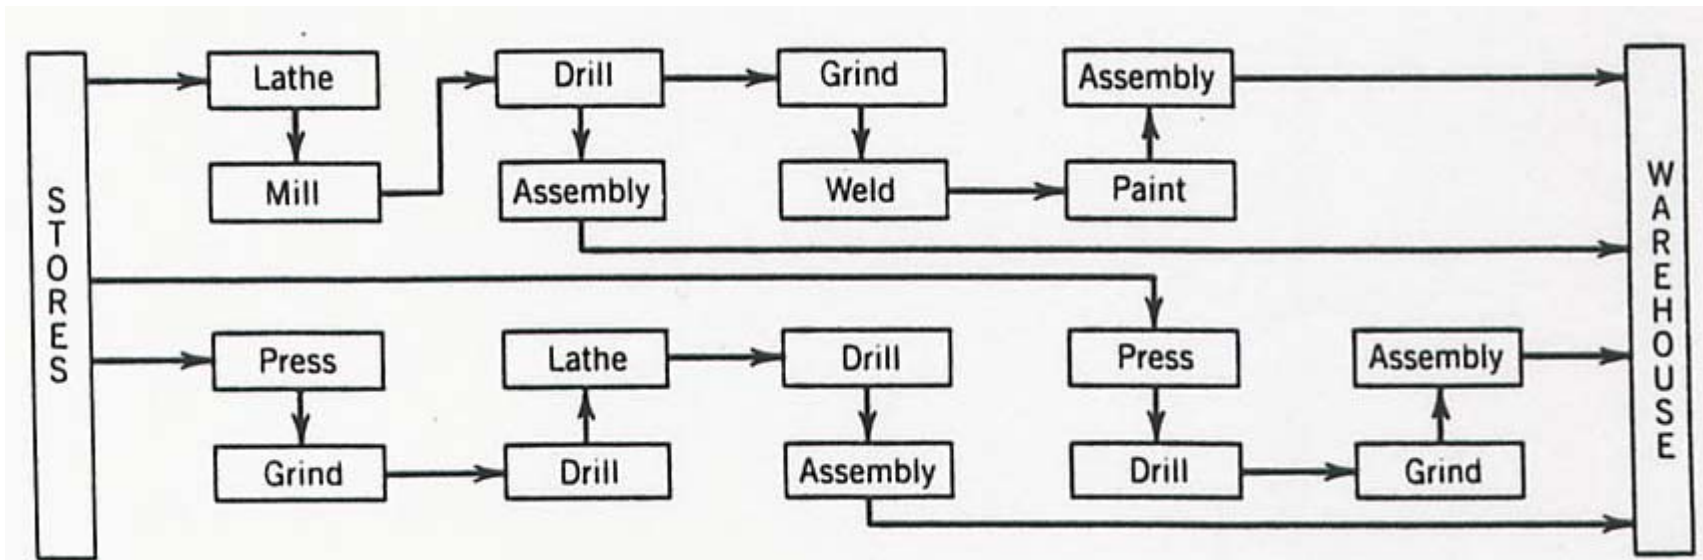 STORES
Lathe
Drill
Grind
Assembly
Mill
Assembly
Weld
Paint
WAREHOUSE
Press
Lathe
Drill
Press
Assembly
Grind
Drill
Assembly
Drill
Grind